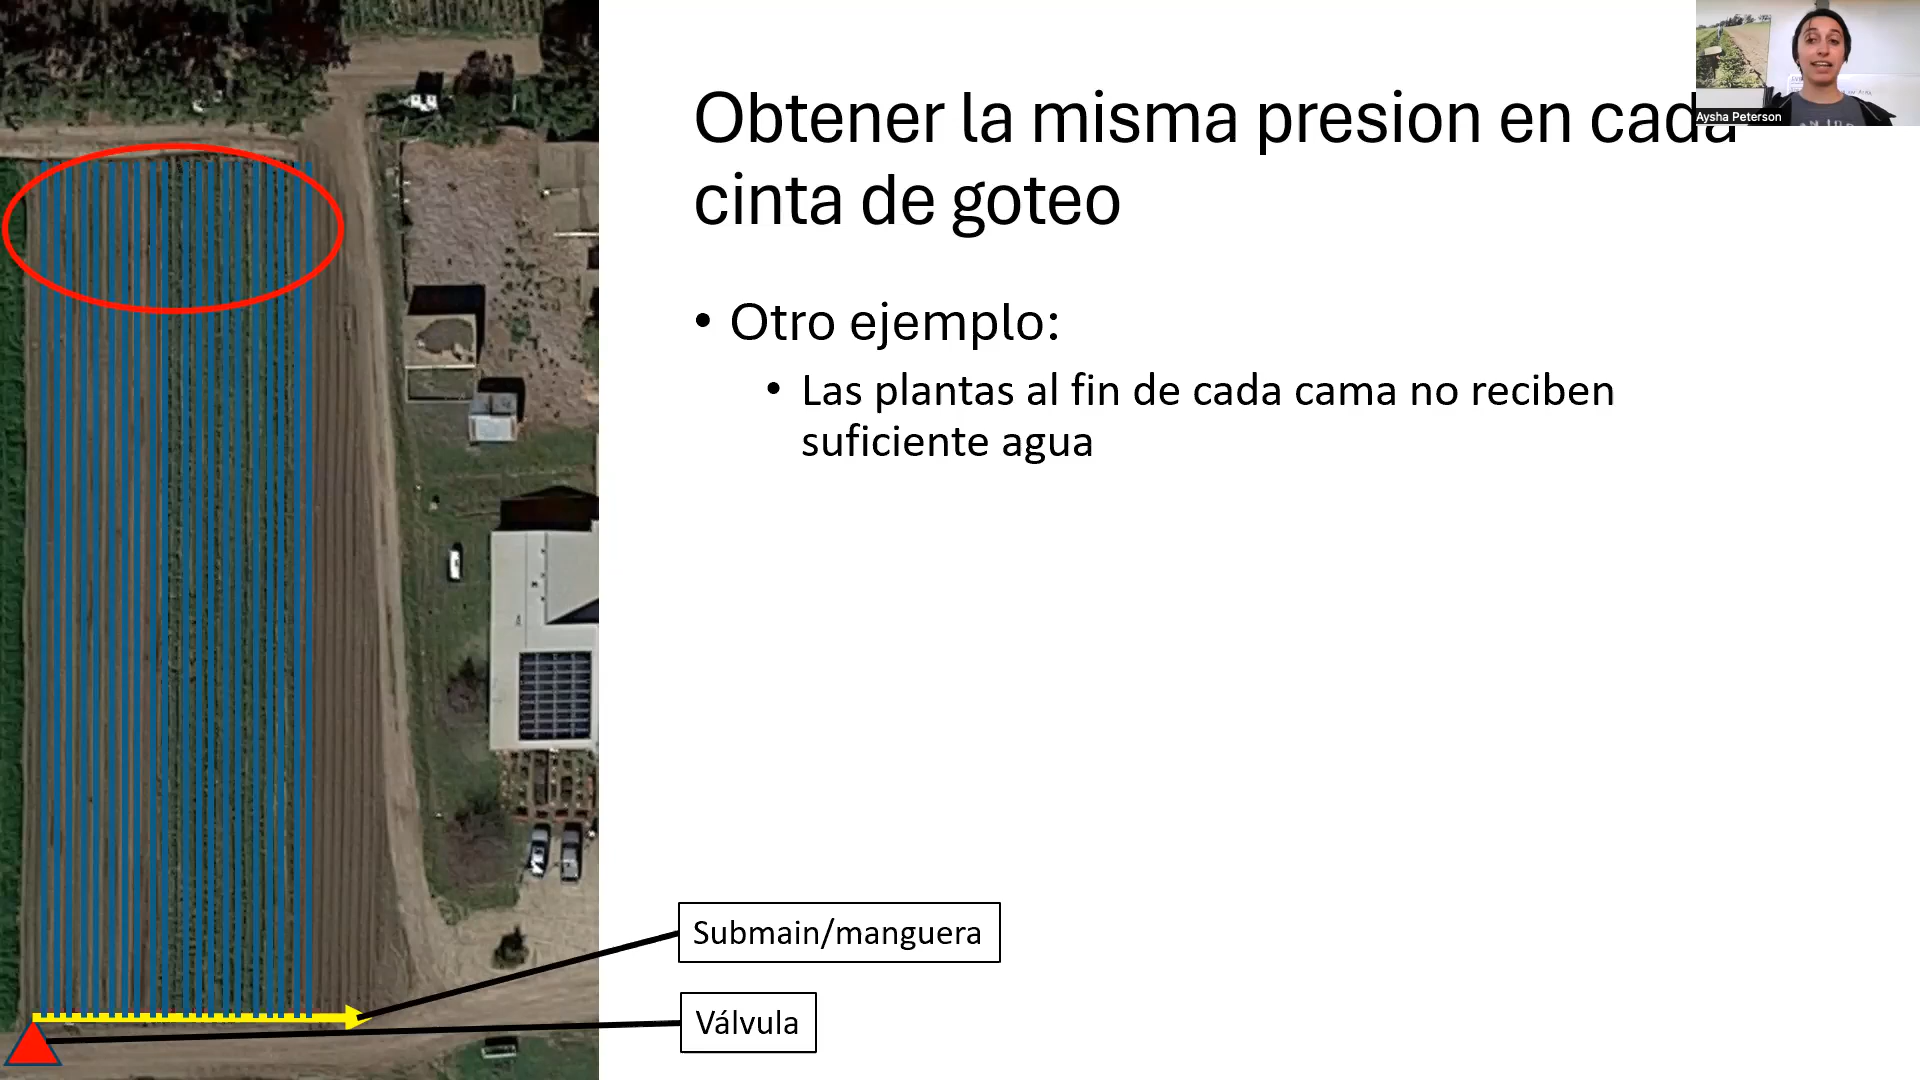 Obtener la misma presion en cada
cinta de goteo
Aysha Peterson
• Otro ejemplo:
• Las plantas al fin de cada cama no reciben
suficiente agua
Submain/manguera
Válvula